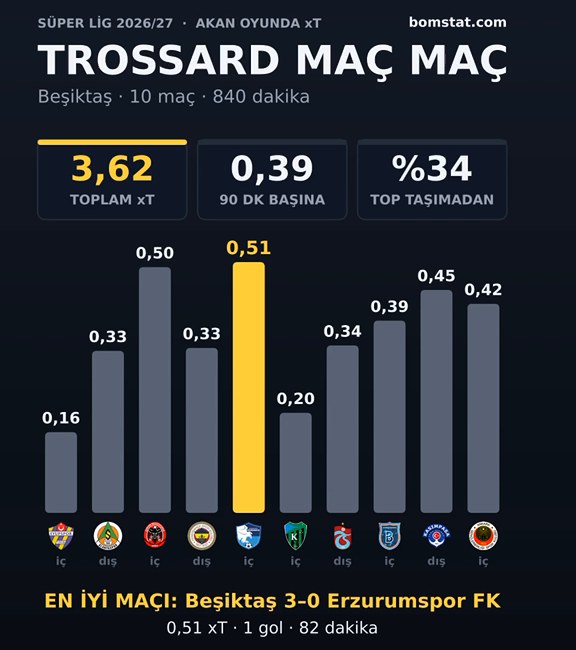 SÜPER LİG 2026/27 · AKAN OYUNDA xT
bomstat.com
TROSSARD MAÇ MAÇ
Beşiktaş · 10 maç · 840 dakika
3,62
TOPLAM xT
0,39
90 DK BAŞINA
%34
TOP TAŞIMADAN
0,16
0,33
0,50
0,33
0,51
0,20
0,34
0,39
0,45
0,42
iç
dış
iç
dış
iç
iç
dış
iç
dış
iç
EN İYİ MAÇI: Beşiktaş 3–0 Erzurumspor FK
0,51 xT · 1 gol · 82 dakika